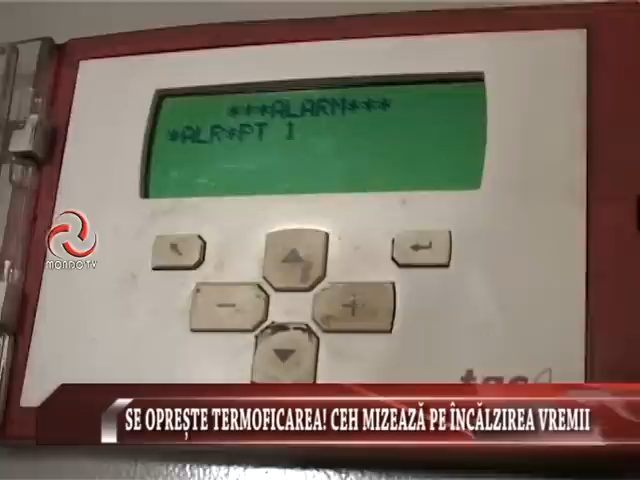 ***ALARM***
*ALR*PT 1
MONDO TV
SE OPREȘTE TERMOFICAREA! CEH MIZEAZĂ PE ÎNCĂLZIREA VREMII